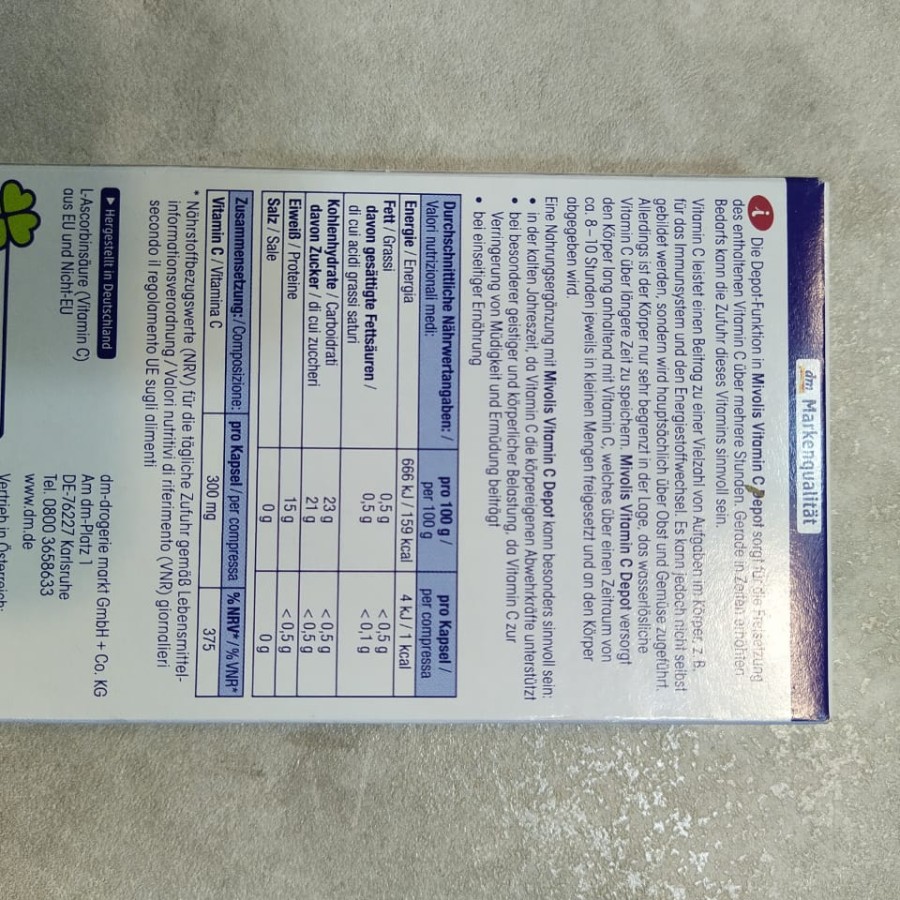 dm Markenqualität
i Die Depot-Funktion in Mivolis Vitamin C Depot sorgt für die Freisetzung
des enthaltenen Vitamin C über mehrere Stunden. Gerade in Zeiten erhöhten
Bedarfs kann die Zufuhr dieses Vitamins sinnvoll sein.
Vitamin C leistet einen Beitrag zu einer Vielzahl von Aufgaben im Körper, z. B.
für das Immunsystem und den Energiestoffwechsel. Es kann jedoch nicht selbst
gebildet werden, sondern wird hauptsächlich über Obst und Gemüse zugeführt.
Allerdings ist der Körper nur sehr begrenzt in der Lage, das wasserlösliche
Vitamin C über längere Zeit zu speichern. Mivolis Vitamin C Depot versorgt
den Körper lang anhaltend mit Vitamin C, welches über einen Zeitraum von
ca. 8 – 10 Stunden jeweils in kleinen Mengen freigesetzt und an den Körper
abgegeben wird.
Eine Nahrungsergänzung mit Mivolis Vitamin C Depot kann besonders sinnvoll sein:
• in der kalten Jahreszeit, da Vitamin C die körpereigenen Abwehrkräfte unterstützt
• bei besonderer geistiger und körperlicher Belastung, da Vitamin C zur
Verringerung von Müdigkeit und Ermüdung beiträgt
• bei einseitiger Ernährung
Durchschnittliche Nährwertangaben: / pro 100 g / pro Kapsel /
Valori nutrizionali medi: per 100 g per compressa
Energie / Energia 666 kJ / 159 kcal 4 kJ / 1 kcal
Fett / Grassi 0,5 g < 0,5 g
davon gesättigte Fettsäuren / 0,5 g < 0,1 g
di cui acidi grassi saturi
Kohlenhydrate / Carboidrati 23 g < 0,5 g
davon Zucker / di cui zuccheri 21 g < 0,5 g
Eiweiß / Proteine 15 g < 0,5 g
Salz / Sale 0 g 0 g
Zusammensetzung: / Composizione: pro Kapsel / per compressa % NRV* / % VNR*
Vitamin C / Vitamina C 300 mg 375
* Nährstoffbezugswerte (NRV) für die tägliche Zufuhr gemäß Lebensmittel-
informationsverordnung / Valori nutritivi di riferimento (VNR) giornalieri
secondo il regolamento UE sugli alimenti
▶ Hergestellt in Deutschland
L-Ascorbinsäure (Vitamin C)
aus EU und Nicht-EU
dm-drogerie markt GmbH + Co. KG
Am dm-Platz 1
DE-76227 Karlsruhe
Tel. 0800 3658633
www.dm.de
Vertrieb in Österreich: